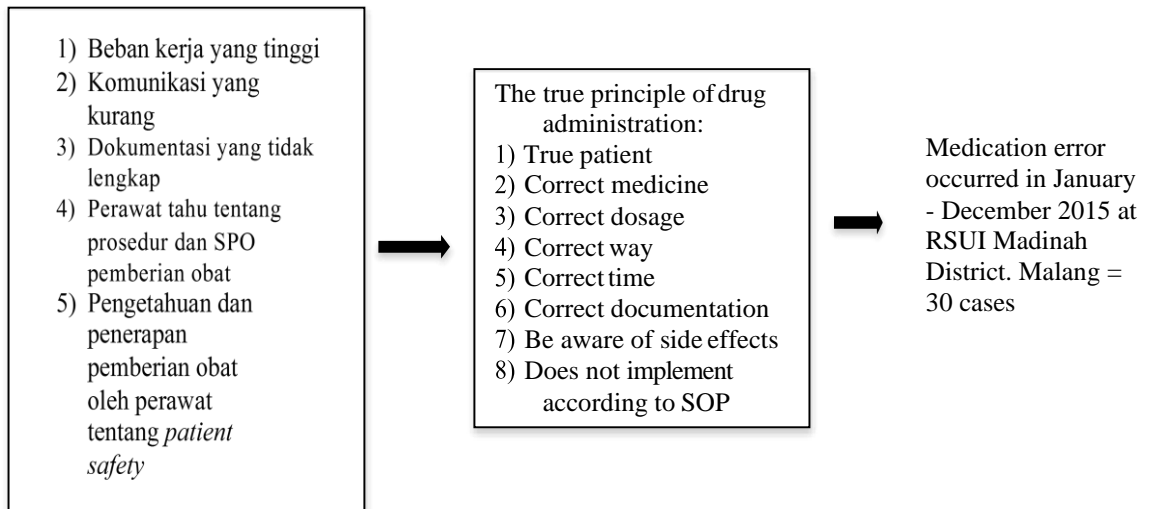 1) Beban kerja yang tinggi
2) Komunikasi yang
kurang
3) Dokumentasi yang tidak
lengkap
4) Perawat tahu tentang
prosedur dan SPO
pemberian obat
5) Pengetahuan dan
penerapan
pemberian obat
oleh perawat
tentang patient
safety
The true principle of drug
administration:
1) True patient
2) Correct medicine
3) Correct dosage
4) Correct way
5) Correct time
6) Correct documentation
7) Be aware of side effects
8) Does not implement
according to SOP
Medication error
occurred in January
- December 2015 at
RSUI Madinah
District. Malang =
30 cases